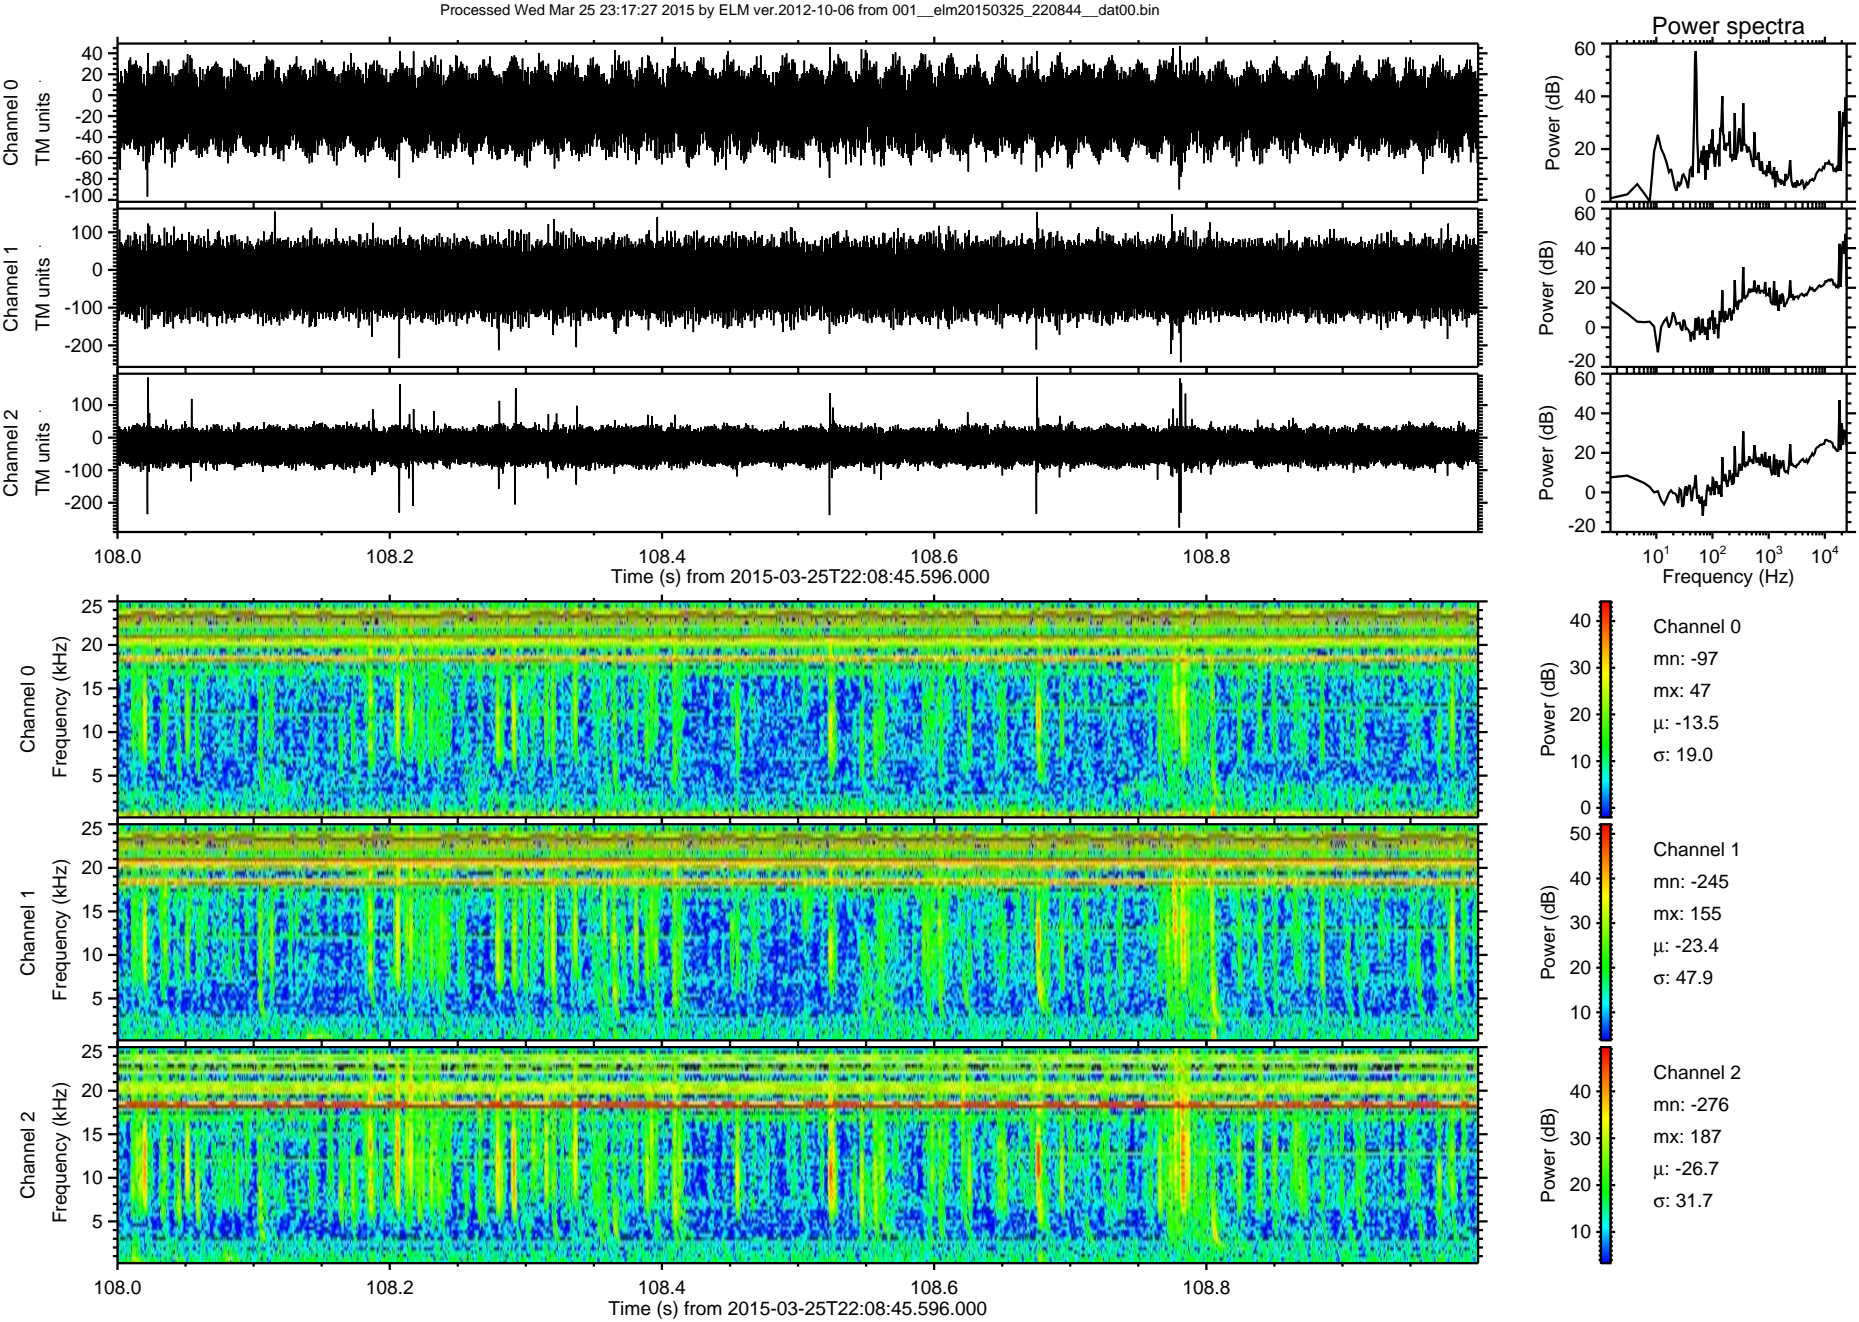 Processed Wed Mar 25 23:17:27 2015 by ELM ver.2012-10-06 from 001__elm20150325_220844__dat00.bin
Power spectra
Channel 0
TM units
40
20
0
-20
-40
-60
-80
-100
Power (dB)
60
40
20
0
Channel 1
TM units
100
0
-100
-200
Power (dB)
60
40
20
0
-20
Channel 2
TM units
100
0
-100
-200
Power (dB)
60
40
20
0
-20
108.0 108.2 108.4 108.6 108.8
Time (s) from 2015-03-25T22:08:45.596.000
10¹ 10² 10³ 10⁴
Frequency (Hz)
Channel 0
Frequency (kHz)
25
20
15
10
5
Power (dB)
40
30
20
10
0
Channel 0
mn: -97
mx: 47
μ: -13.5
σ: 19.0
Channel 1
Frequency (kHz)
25
20
15
10
5
Power (dB)
50
40
30
20
10
Channel 1
mn: -245
mx: 155
μ: -23.4
σ: 47.9
Channel 2
Frequency (kHz)
25
20
15
10
5
Power (dB)
40
30
20
10
Channel 2
mn: -276
mx: 187
μ: -26.7
σ: 31.7
108.0 108.2 108.4 108.6 108.8
Time (s) from 2015-03-25T22:08:45.596.000